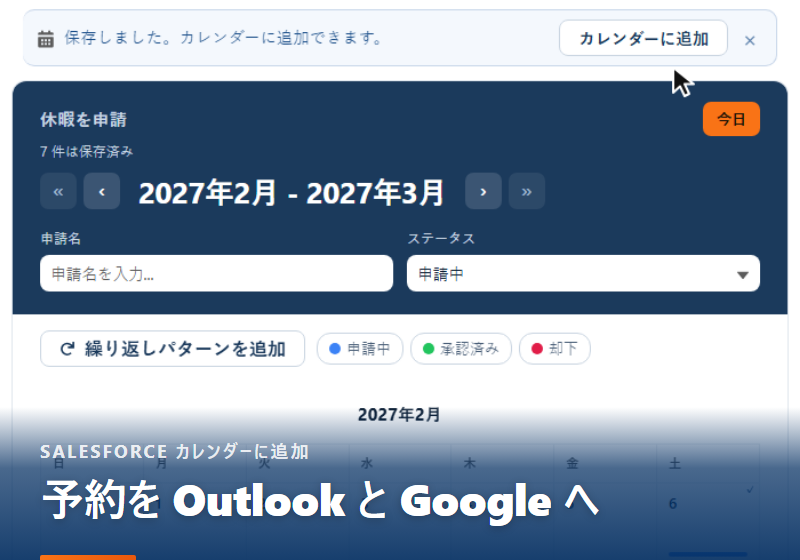 保存しました。カレンダーに追加できます。
カレンダーに追加
×
休暇を申請
今日
7 件は保存済み
« ‹ 2027年2月 - 2027年3月 › »
申請名
ステータス
申請名を入力...
申請中
繰り返しパターンを追加
申請中
承認済み
却下
2027年2月
SALESFORCE カレンダーに追加
日 月 火 水 木 金 土
予約を Outlook と Google へ
1
6